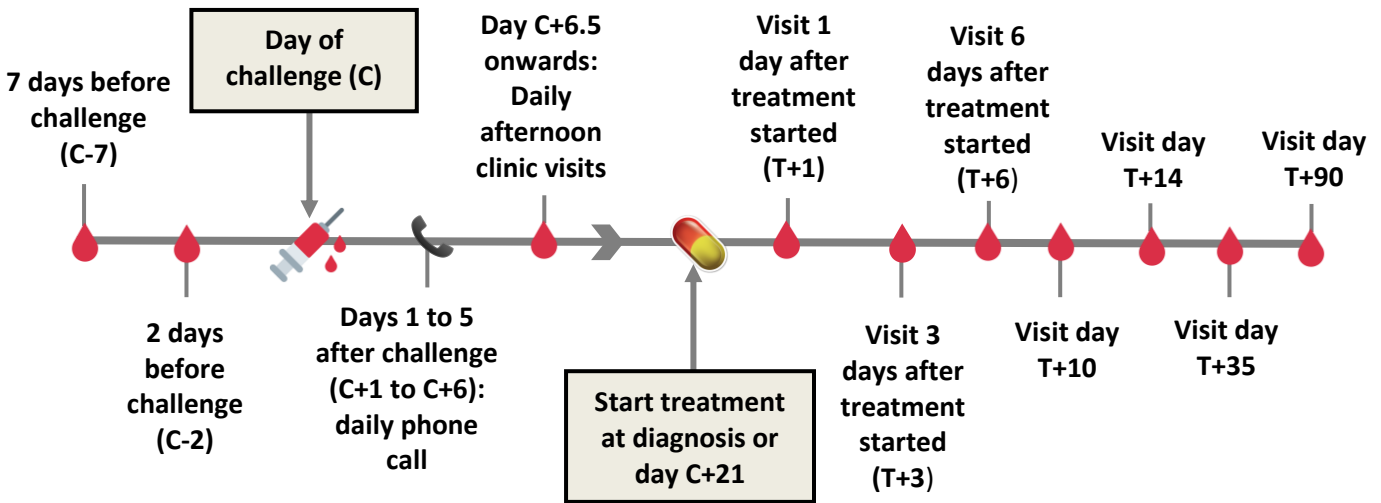 7 days before
challenge
(C-7)
2 days
before
challenge
(C-2)
Day of
challenge (C)
Days 1 to 5
after challenge
(C+1 to C+6):
daily phone
call
Day C+6.5
onwards:
Daily
afternoon
clinic visits
Start treatment
at diagnosis or
day C+21
Visit 1
day after
treatment
started
(T+1)
Visit 3
days after
treatment
started
(T+3)
Visit 6
days after
treatment
started
(T+6)
Visit day
T+10
Visit day
T+14
Visit day
T+35
Visit day
T+90